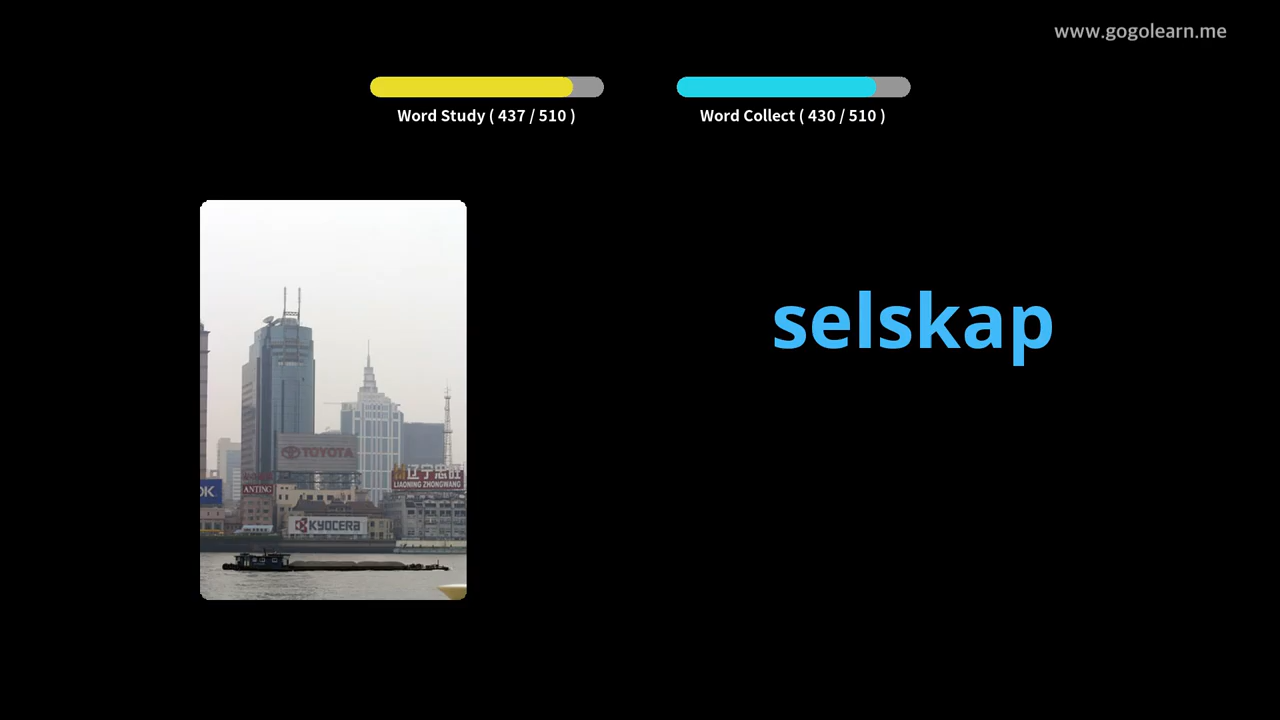 www.gogolearn.me
Word Study ( 437 / 510 )
Word Collect ( 430 / 510 )
selskap
TOYOTA
辽宁忠旺
LIAONING ZHONGWANG
OK
ANTING
KYOCERA